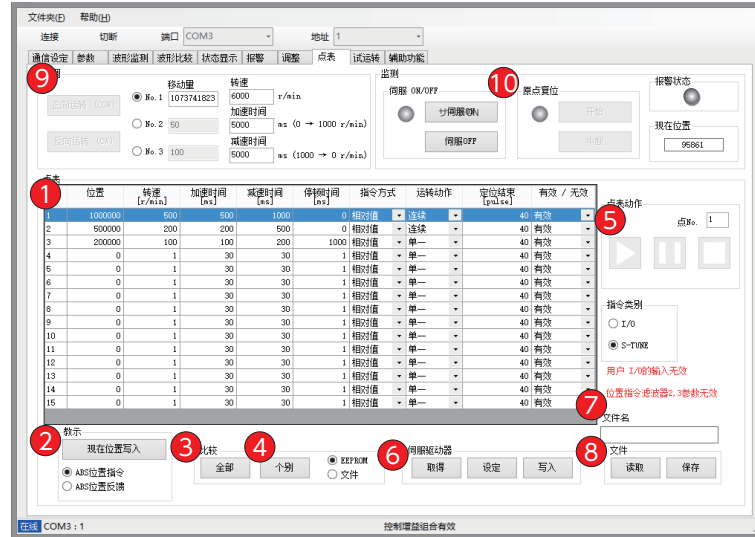 文件夹(F) 帮助(H)
连接 切断 端口 COM3 地址 1
通信设定 参数 波形监测 波形比较 状态显示 报警 调整 点表 试运转 辅助功能
9
正向运转 (CCW)
反向运转 (CW)
移动量
No.1 1073741823
No.2 50
No.3 100
转速
6000 r/min
加速时间
5000 ms (0 → 1000 r/min)
减速时间
5000 ms (1000 → 0 r/min)
监测
伺服 ON/OFF
サ伺服ON
伺服OFF
10
原点复位
开始
中断
报警状态
现在位置
95861
点表
1
位置 转速 [r/min] 加速时间 [ms] 减速时间 [ms] 停顿时间 [ms] 指令方式 运转动作 定位结束 [pulse] 有效 / 无效
1 1000000 500 500 1000 0 相对值 连续 40 有效
2 500000 200 200 500 0 相对值 连续 40 有效
3 200000 100 100 200 1000 相对值 单一 40 有效
4 0 1 30 30 1 相对值 单一 40 有效
5 0 1 30 30 1 相对值 单一 40 有效
6 0 1 30 30 1 相对值 单一 40 有效
7 0 1 30 30 1 相对值 单一 40 有效
8 0 1 30 30 1 相对值 单一 40 有效
9 0 1 30 30 1 相对值 单一 40 有效
10 0 1 30 30 1 相对值 单一 40 有效
11 0 1 30 30 1 相对值 单一 40 有效
12 0 1 30 30 1 相对值 单一 40 有效
13 0 1 30 30 1 相对值 单一 40 有效
14 0 1 30 30 1 相对值 单一 40 有效
15 0 1 30 30 1 相对值 单一 40 有效
点表动作
5
点No. 1
指令类别
I/O
S-TUNE
用户 I/O的输入无效
位置指令滤波器2,3参数无效
7
文件名
2
教示
现在位置写入
ABS位置指令
ABS位置反馈
3
4
比较
全部 个别
EEPROM
文件
6
伺服驱动器
取得 设定 写入
8
文件
读取 保存
在线 COM3 : 1 控制增益组合有效